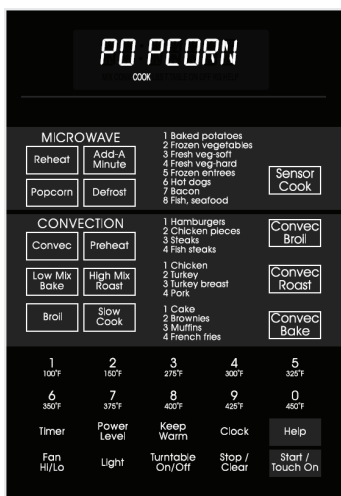 PO PCORN
COOK
MICROWAVE
Reheat
Add-A
Minute
Popcorn
Defrost
1 Baked potatoes
2 Frozen vegetables
3 Fresh veg-soft
4 Fresh veg-hard
5 Frozen entrees
6 Hot dogs
7 Bacon
8 Fish, seafood
Sensor
Cook
CONVECTION
Convec
Preheat
Low Mix
Bake
High Mix
Roast
Broil
Slow
Cook
1 Hamburgers
2 Chicken pieces
3 Steaks
4 Fish steaks
Convec
Broil
1 Chicken
2 Turkey
3 Turkey breast
4 Pork
Convec
Roast
1 Cake
2 Brownies
3 Muffins
4 French fries
Convec
Bake
1 2 3 4 5
100°F 150°F 275°F 300°F 325°F
6 7 8 9 0
350°F 375°F 400°F 425°F 450°F
Timer
Power
Level
Keep
Warm
Clock
Help
Fan
Hi/Lo
Light
Turntable
On/Off
Stop /
Clear
Start /
Touch On